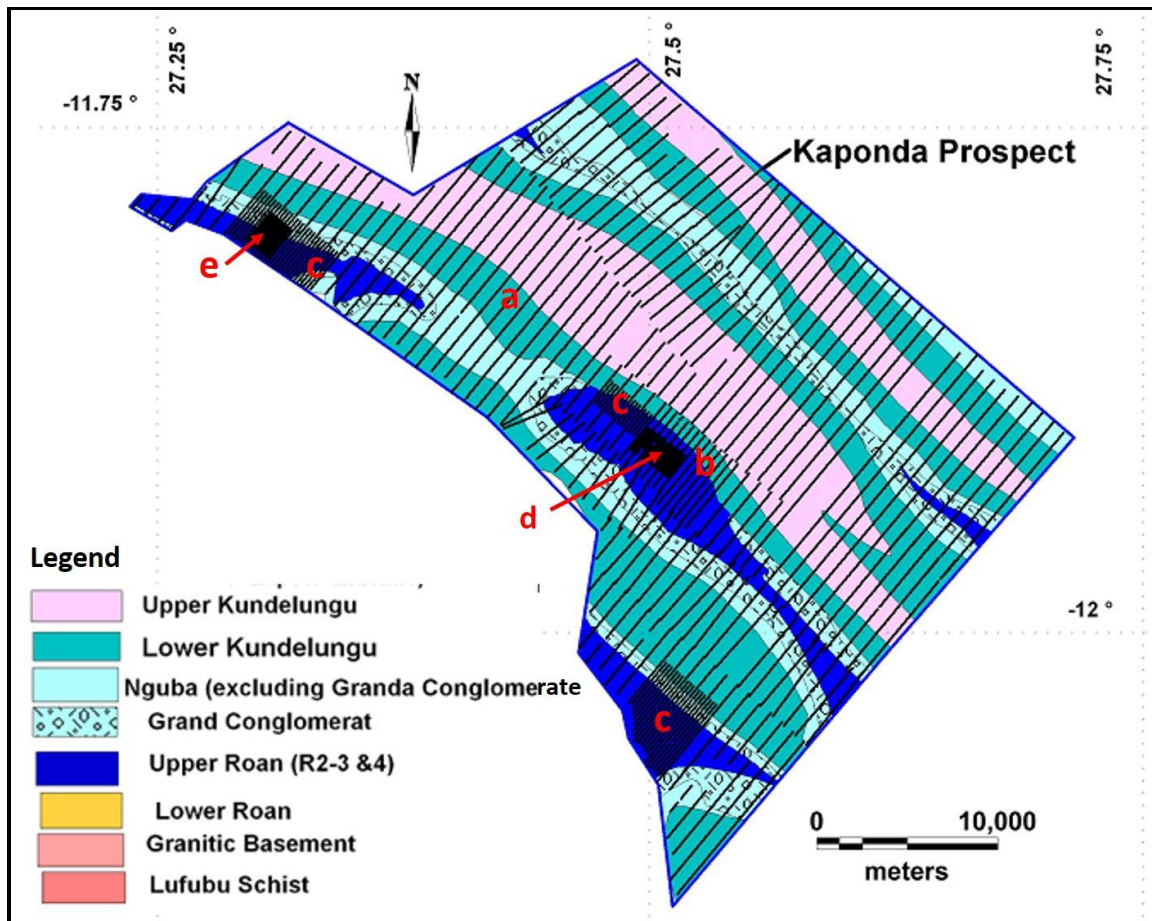 27.25 °
27.5 °
27.75 °
-11.75 °
N
Kaponda Prospect
e
c
a
c
b
d
Legend
Upper Kundelungu
-12 °
Lower Kundelungu
Nguba (excluding Granda Conglomerate
Grand Conglomerat
c
Upper Roan (R2-3 &4)
Lower Roan
0 10,000
Granitic Basement
meters
Lufubu Schist